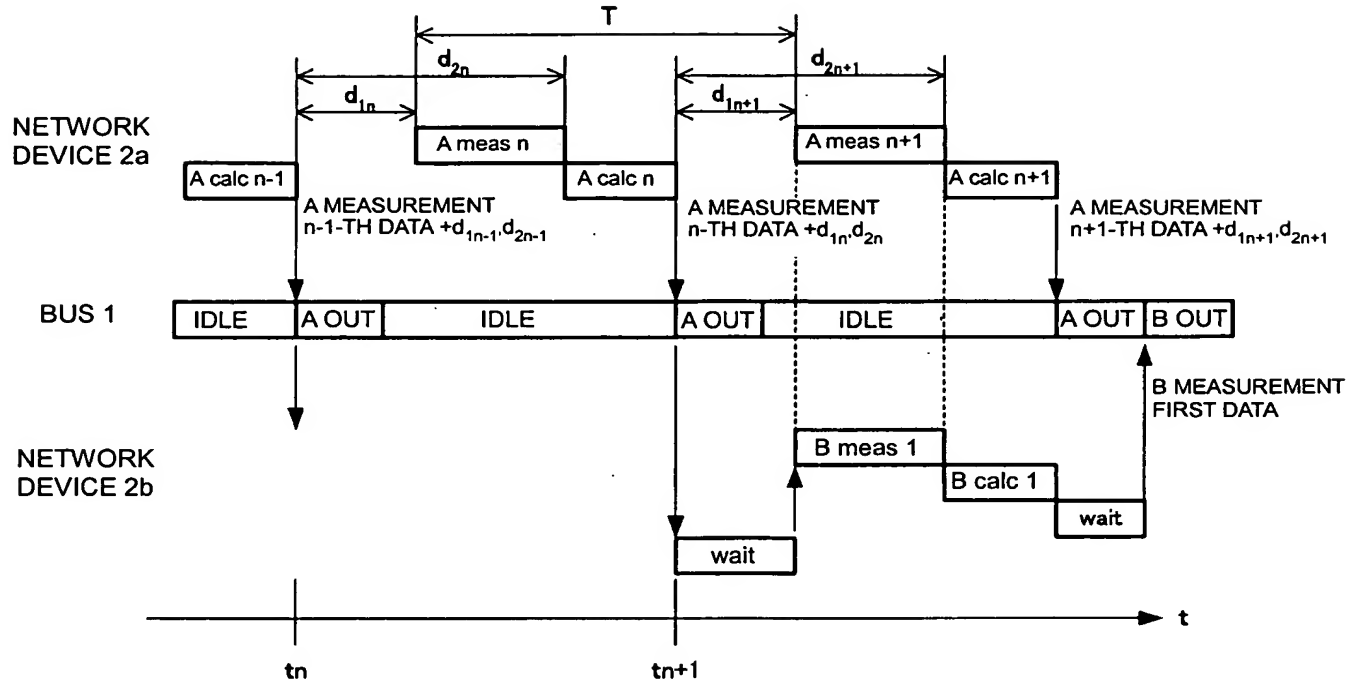 T
d2n
d2n+1
d1n
d1n+1
NETWORK
DEVICE 2a
A meas n
A meas n+1
A calc n-1
A calc n
A calc n+1
A MEASUREMENT
n-1-TH DATA +d1n-1,d2n-1
A MEASUREMENT
n-TH DATA +d1n,d2n
A MEASUREMENT
n+1-TH DATA +d1n+1,d2n+1
BUS 1
IDLE
A OUT
IDLE
A OUT
IDLE
A OUT
B OUT
B MEASUREMENT
FIRST DATA
NETWORK
DEVICE 2b
B meas 1
B calc 1
wait
wait
t
tn
tn+1